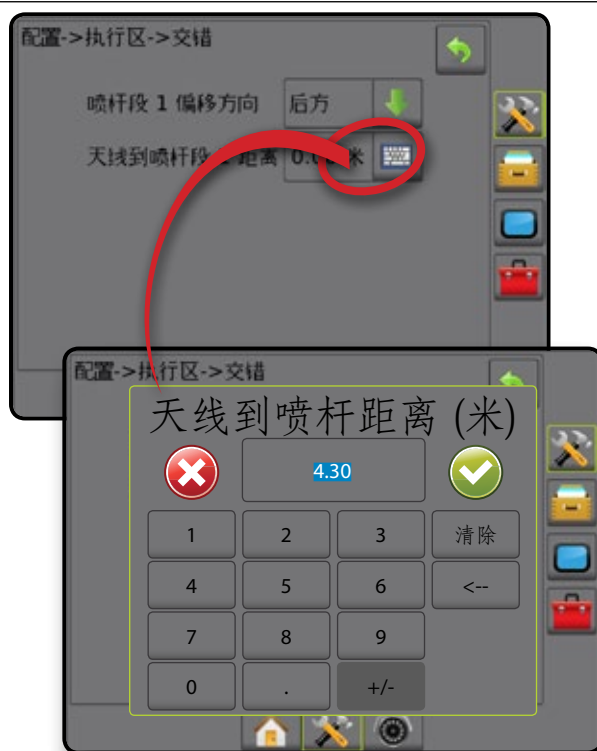 配置->执行区->交错
喷杆段 1 偏移方向 后方
天线到喷杆段 距离 0.0 米
配置->执行区->交错
天线到喷杆距离 (米)
4.30
1 2 3 清除
4 5 6 <--
7 8 9
0 . +/-